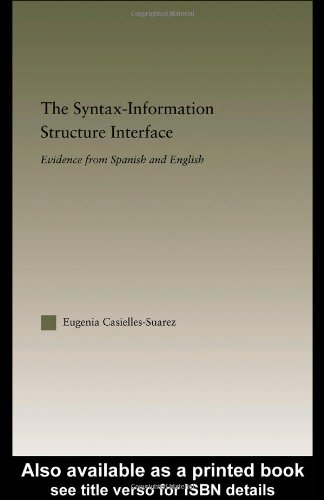 The Syntax-Information
Structure Interface
Evidence from Spanish and English
Eugenia Casielles-Suarez
Also available as a printed book
see title verso for ISBN details